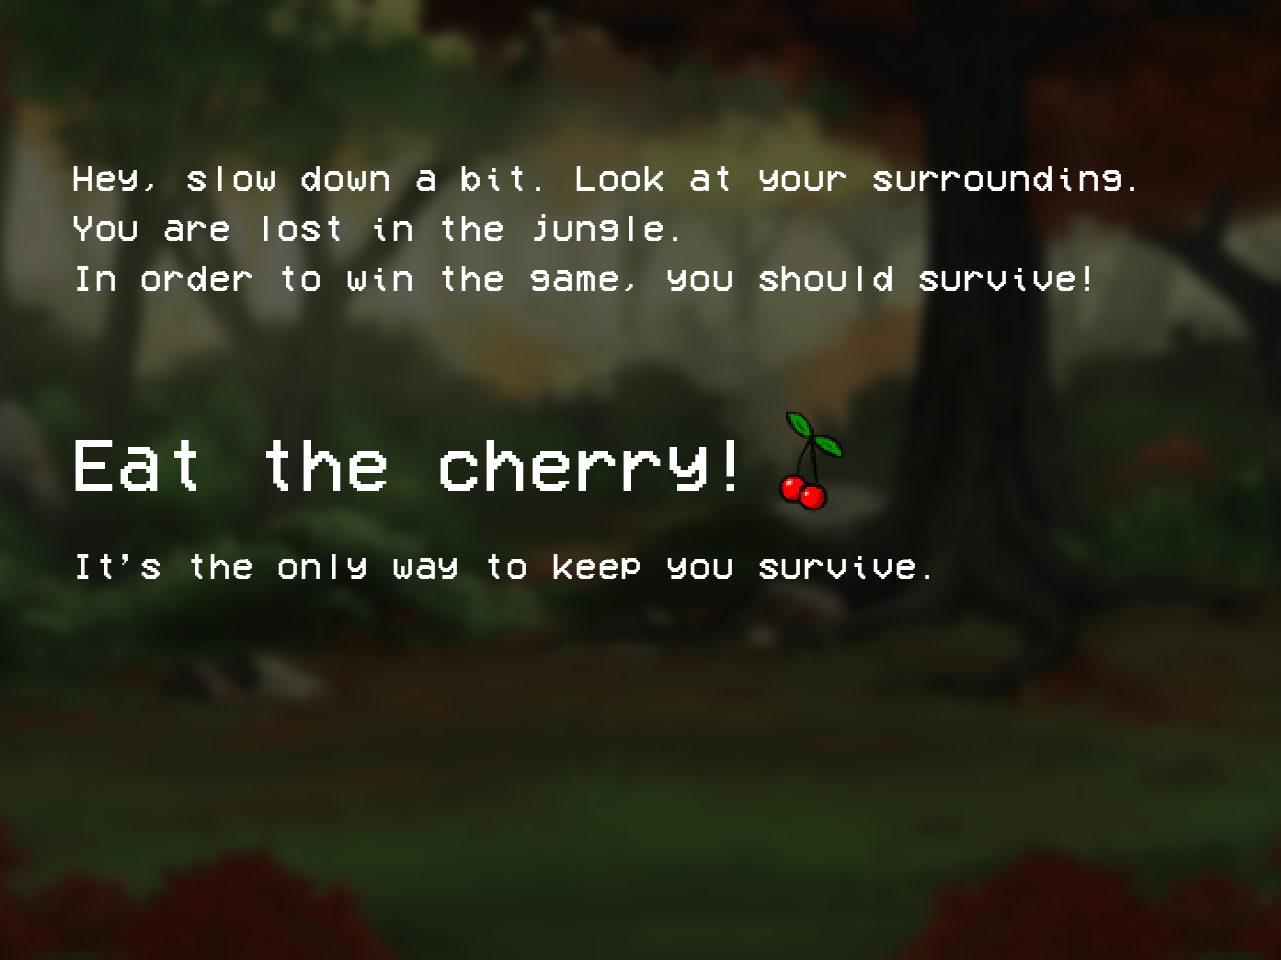 Hey, slow down a bit. Look at your surrounding.
You are lost in the jungle.
In order to win the game, you should survive!
Eat the cherry!
It's the only way to keep you survive.